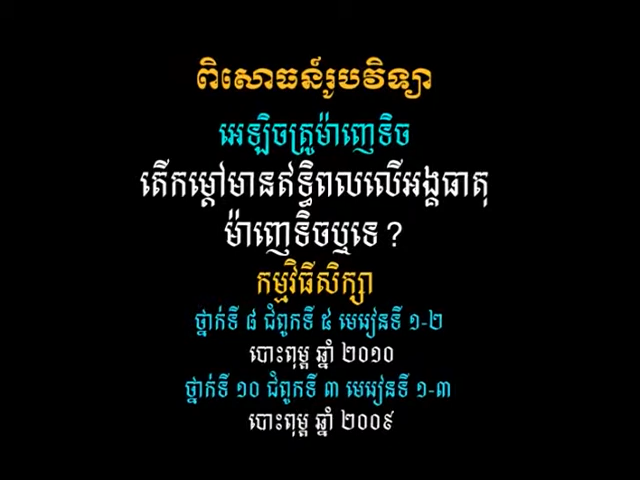 ពិសោធន៍រូបវិទ្យា
អេឡិចត្រូម៉ាញេទិច
តើកម្ដៅមានឥទ្ធិពលលើអង្គធាតុ
ម៉ាញេទិចឬទេ ?
កម្មវិធីសិក្សា
ថ្នាក់ទី ៨ ជំពូកទី ៥ មេរៀនទី ១-២
បោះពុម្ព ឆ្នាំ ២០១០
ថ្នាក់ទី ១០ ជំពូកទី ៣ មេរៀនទី ១-៣
បោះពុម្ព ឆ្នាំ ២០០៩